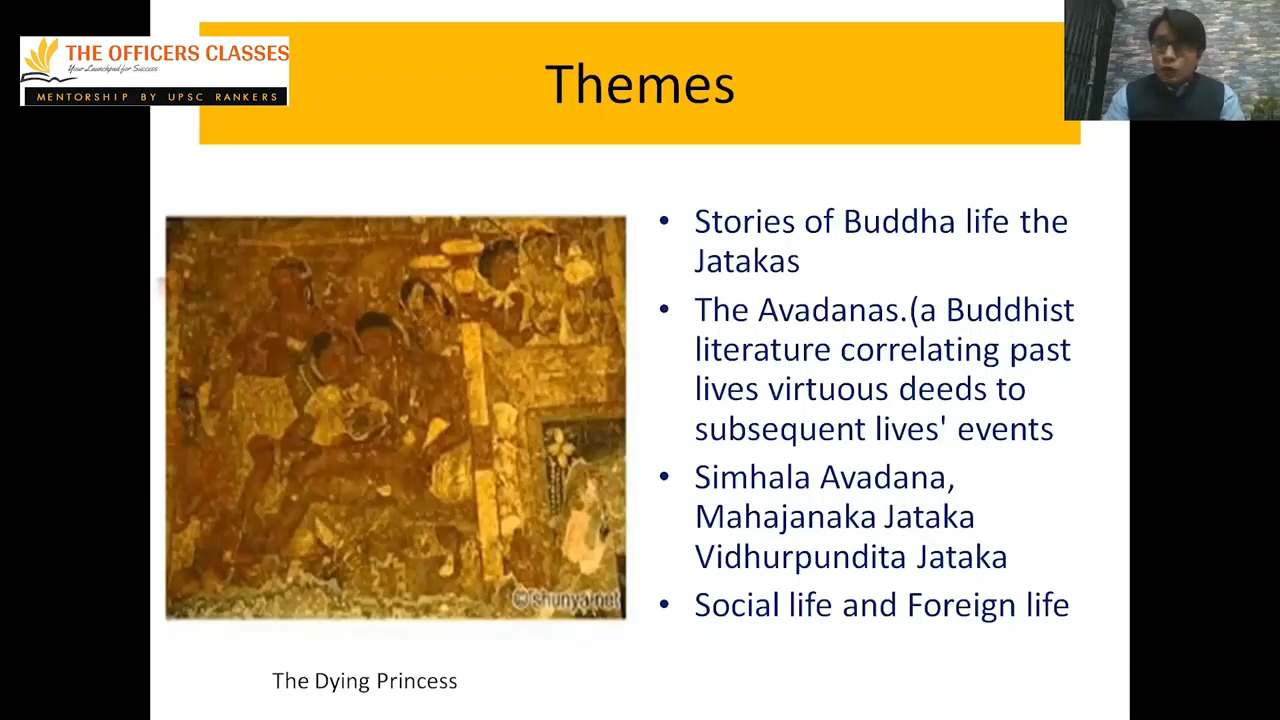 THE OFFICERS CLASSES
Your Launchpad for Success
MENTORSHIP BY UPSC RANKERS
Themes
• Stories of Buddha life the
Jatakas
• The Avadanas.(a Buddhist
literature correlating past
lives virtuous deeds to
subsequent lives' events
• Simhala Avadana,
Mahajanaka Jataka
Vidhurpundita Jataka
• Social life and Foreign life
©ishunya.net
The Dying Princess